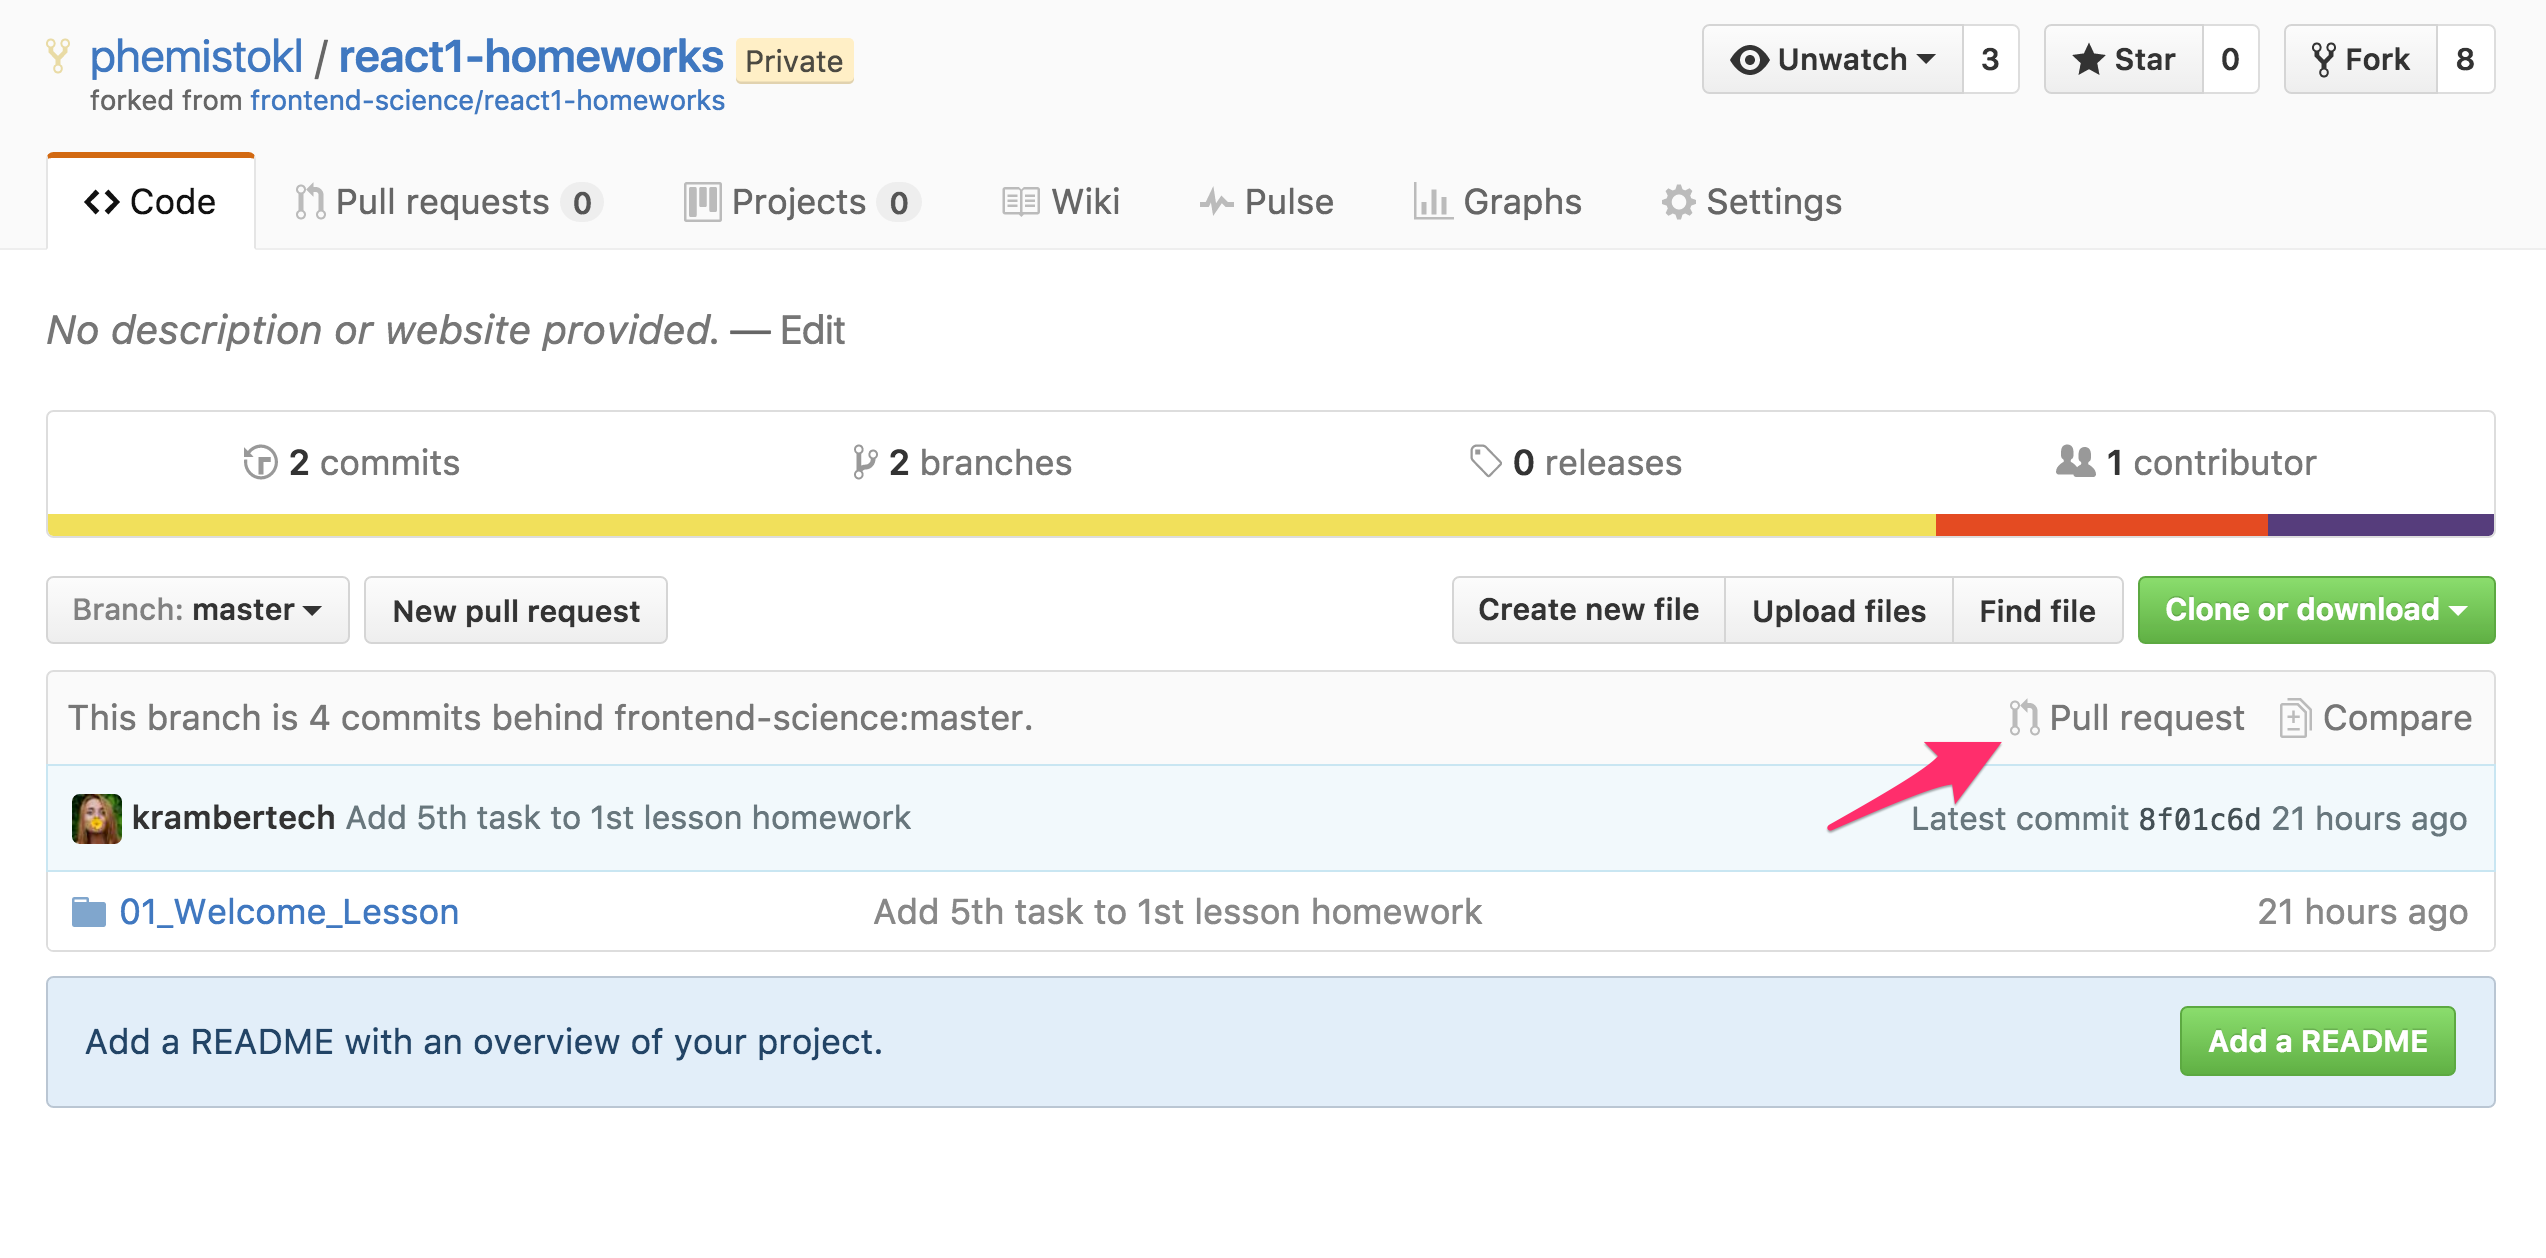 phemistokl / react1-homeworks Private
Unwatch 3 Star 0 Fork 8
forked from frontend-science/react1-homeworks
Code Pull requests 0 Projects 0 Wiki Pulse Graphs Settings
No description or website provided. — Edit
2 commits 2 branches 0 releases 1 contributor
Branch: master New pull request Create new file Upload files Find file Clone or download
This branch is 4 commits behind frontend-science:master. Pull request Compare
krambertech Add 5th task to 1st lesson homework Latest commit 8f01c6d 21 hours ago
01_Welcome_Lesson Add 5th task to 1st lesson homework 21 hours ago
Add a README with an overview of your project. Add a README